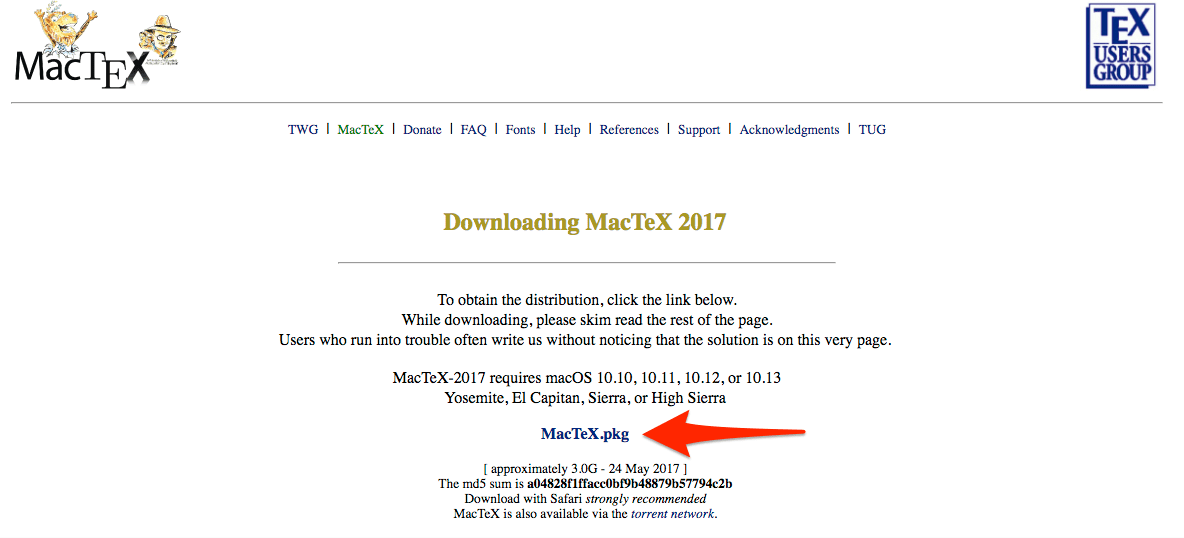 MacTEX
TEX
USERS
GROUP
TWG | MacTeX | Donate | FAQ | Fonts | Help | References | Support | Acknowledgments | TUG
Downloading MacTeX 2017
To obtain the distribution, click the link below.
While downloading, please skim read the rest of the page.
Users who run into trouble often write us without noticing that the solution is on this very page.
MacTeX-2017 requires macOS 10.10, 10.11, 10.12, or 10.13
Yosemite, El Capitan, Sierra, or High Sierra
MacTeX.pkg
[ approximately 3.0G - 24 May 2017 ]
The md5 sum is a04828f1ffacc0bf9b48879b57794c2b
Download with Safari strongly recommended
MacTeX is also available via the torrent network.